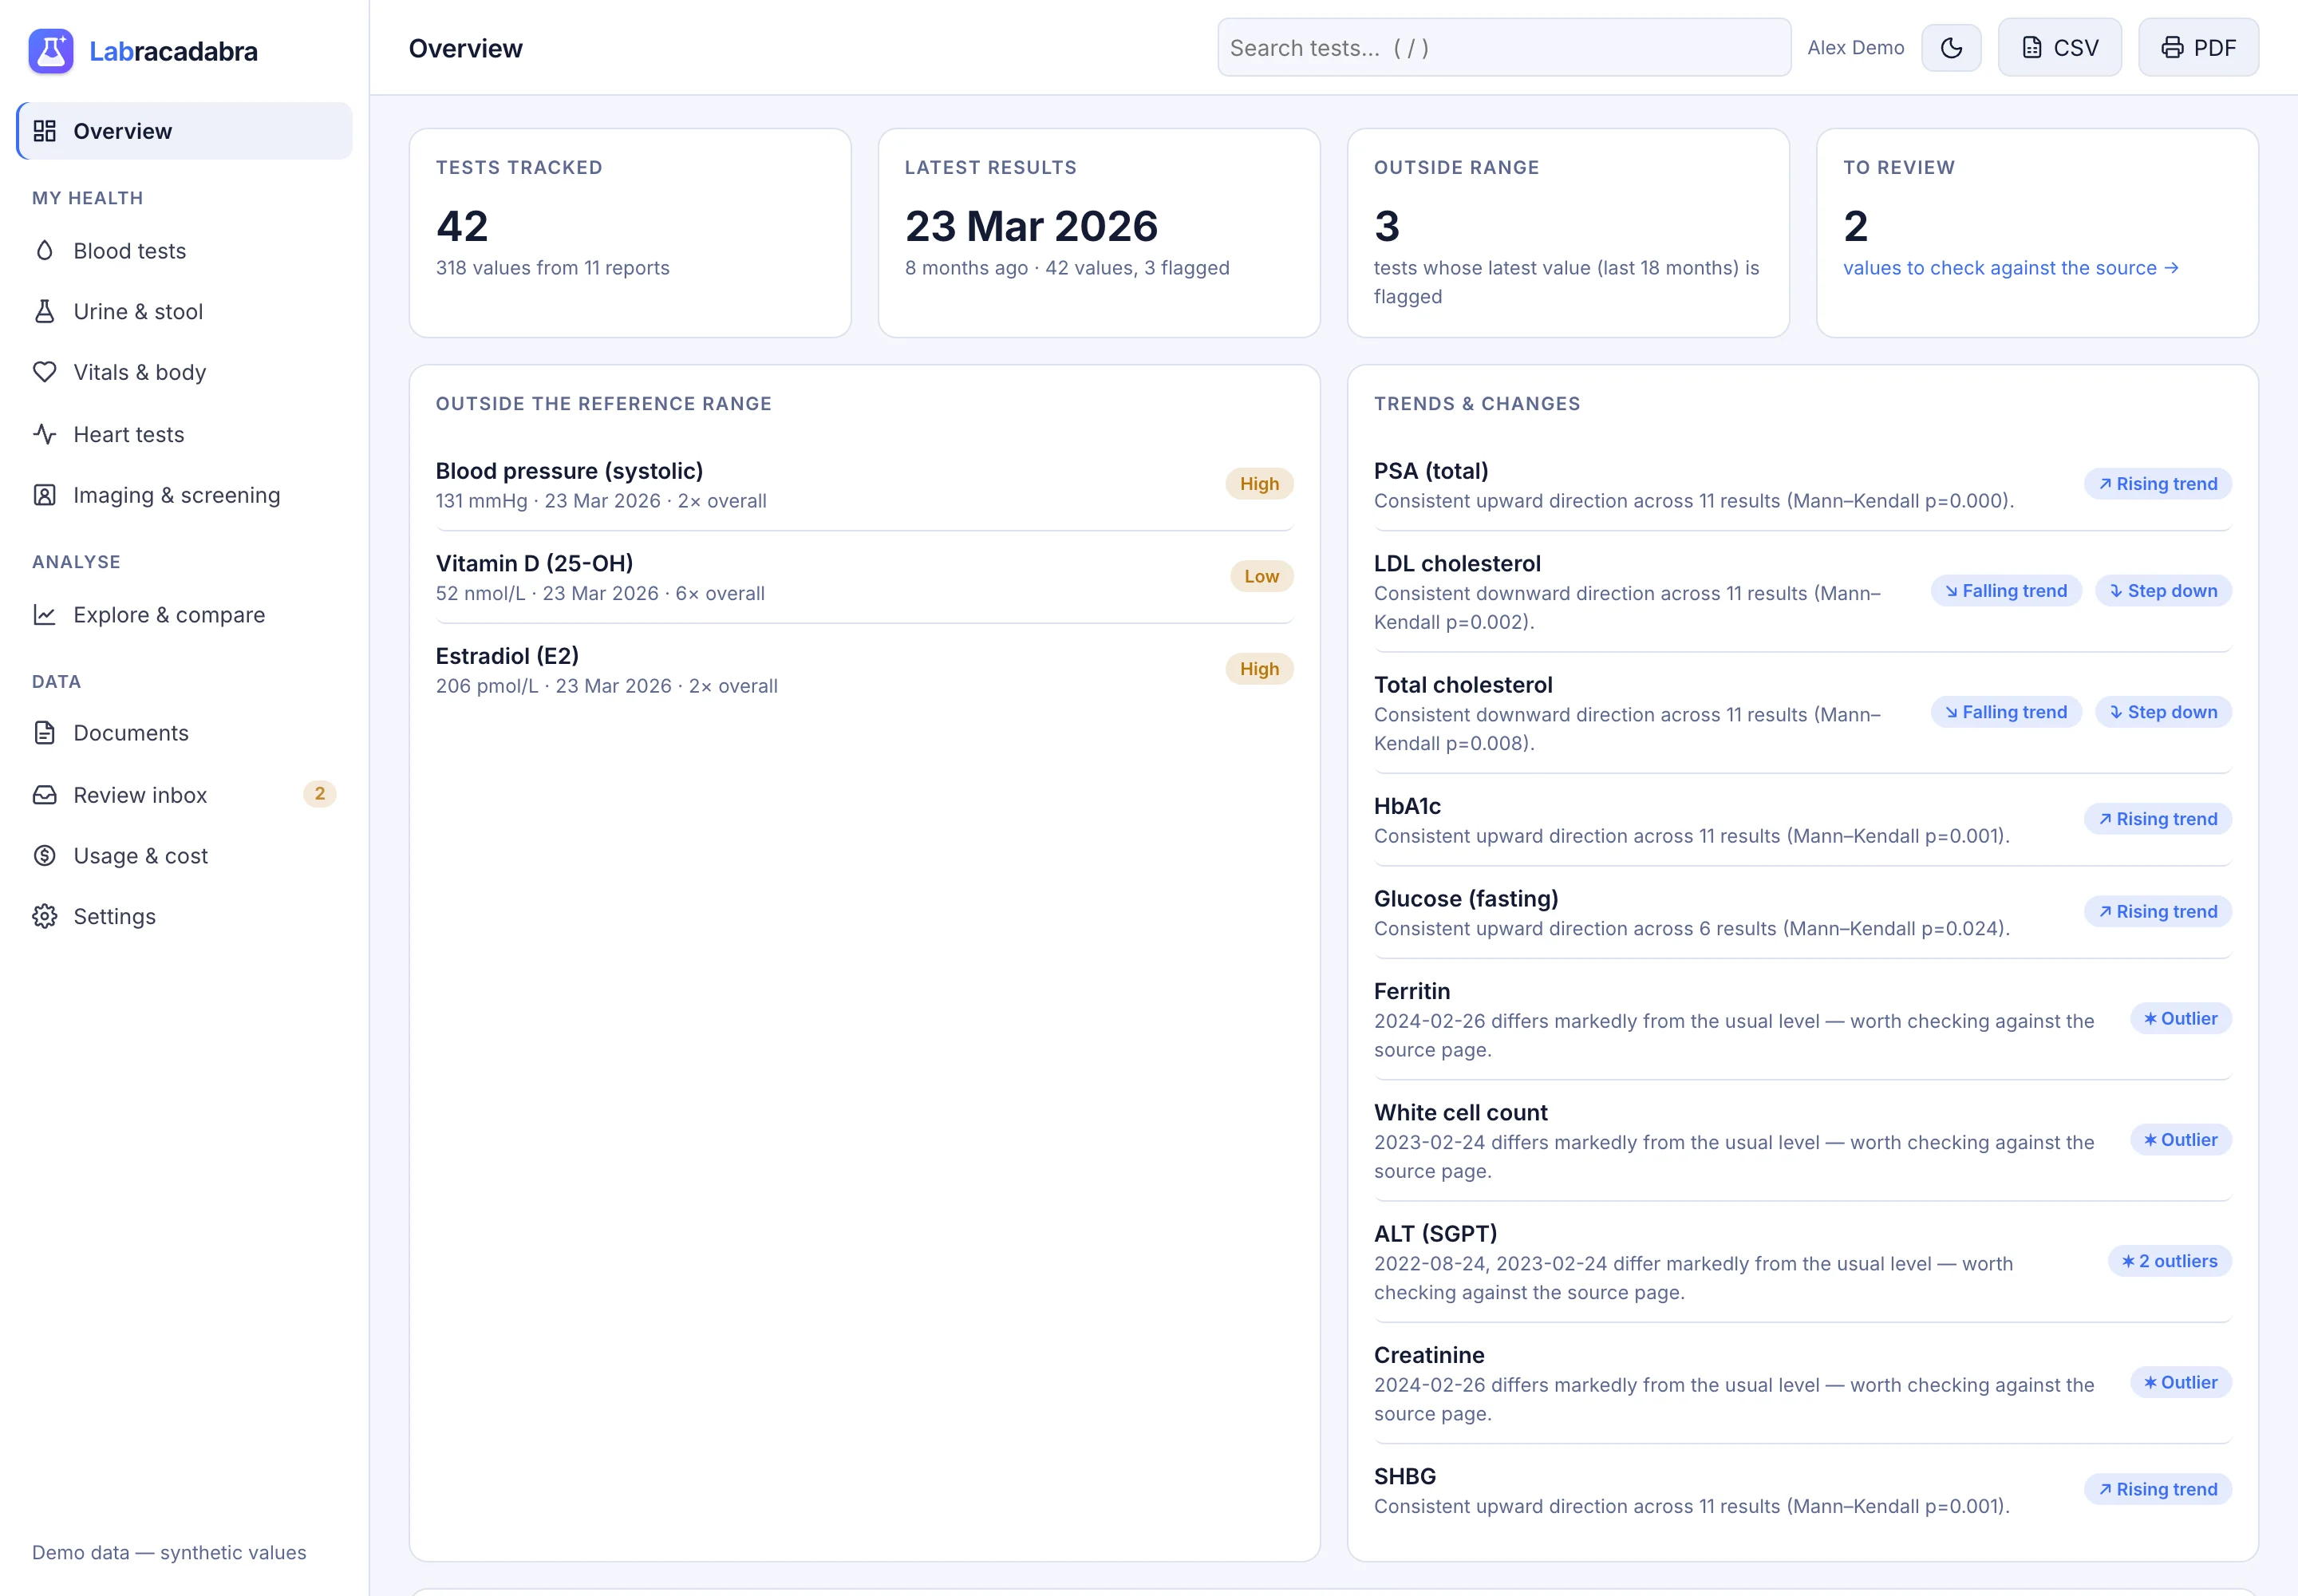 Labracadabra
Overview
MY HEALTH
Blood tests
Urine & stool
Vitals & body
Heart tests
Imaging & screening
ANALYSE
Explore & compare
DATA
Documents
Review inbox 2
Usage & cost
Settings
Demo data — synthetic values
Overview
Search tests... ( / )
Alex Demo
CSV
PDF
TESTS TRACKED
42
318 values from 11 reports
LATEST RESULTS
23 Mar 2026
8 months ago · 42 values, 3 flagged
OUTSIDE RANGE
3
tests whose latest value (last 18 months) is
flagged
TO REVIEW
2
values to check against the source →
OUTSIDE THE REFERENCE RANGE
Blood pressure (systolic)
131 mmHg · 23 Mar 2026 · 2× overall
High
Vitamin D (25-OH)
52 nmol/L · 23 Mar 2026 · 6× overall
Low
Estradiol (E2)
206 pmol/L · 23 Mar 2026 · 2× overall
High
TRENDS & CHANGES
PSA (total)
Consistent upward direction across 11 results (Mann–Kendall p=0.000).
↗ Rising trend
LDL cholesterol
Consistent downward direction across 11 results (Mann–
Kendall p=0.002).
↘ Falling trend
⤵ Step down
Total cholesterol
Consistent downward direction across 11 results (Mann–
Kendall p=0.008).
↘ Falling trend
⤵ Step down
HbA1c
Consistent upward direction across 11 results (Mann–Kendall p=0.001).
↗ Rising trend
Glucose (fasting)
Consistent upward direction across 6 results (Mann–Kendall p=0.024).
↗ Rising trend
Ferritin
2024-02-26 differs markedly from the usual level — worth checking against the
source page.
✶ Outlier
White cell count
2023-02-24 differs markedly from the usual level — worth checking against the
source page.
✶ Outlier
ALT (SGPT)
2022-08-24, 2023-02-24 differ markedly from the usual level — worth
checking against the source page.
✶ 2 outliers
Creatinine
2024-02-26 differs markedly from the usual level — worth checking against the
source page.
✶ Outlier
SHBG
Consistent upward direction across 11 results (Mann–Kendall p=0.001).
↗ Rising trend